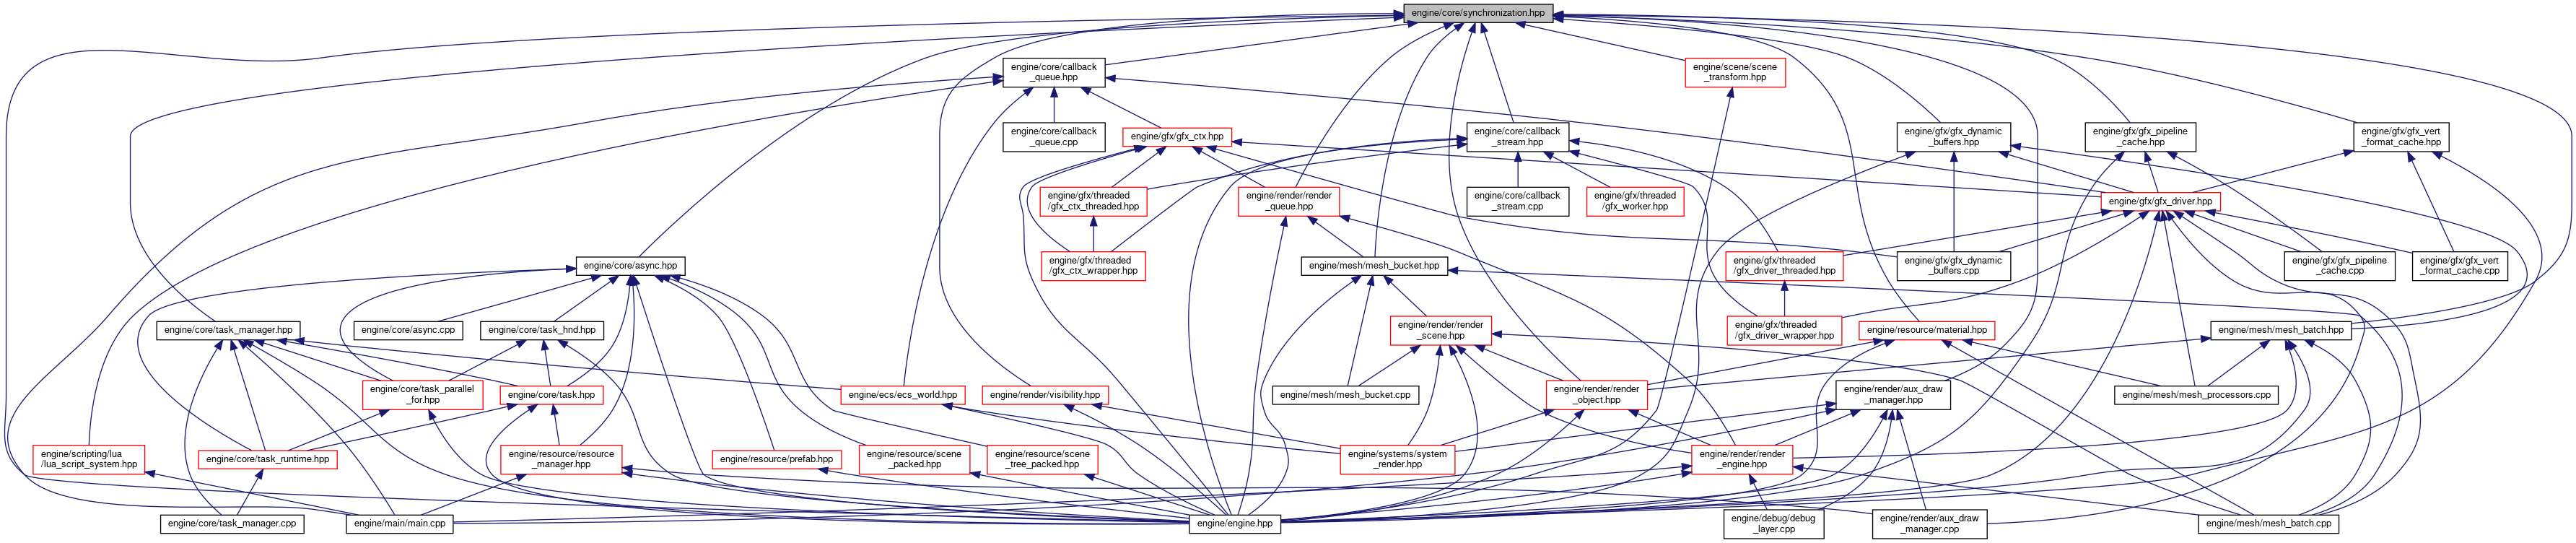 engine/core/synchronization.hpp
engine/core/callback
_queue.hpp
engine/scene/scene
_transform.hpp
engine/core/callback
_queue.cpp
engine/gfx/gfx_ctx.hpp
engine/core/callback
_stream.hpp
engine/gfx/gfx_dynamic
_buffers.hpp
engine/gfx/gfx_pipeline
_cache.hpp
engine/gfx/gfx_vert
_format_cache.hpp
engine/gfx/threaded
/gfx_ctx_threaded.hpp
engine/render/render
_queue.hpp
engine/core/callback
_stream.cpp
engine/gfx/threaded
/gfx_worker.hpp
engine/gfx/gfx_driver.hpp
engine/core/async.hpp
engine/gfx/threaded
/gfx_ctx_wrapper.hpp
engine/mesh/mesh_bucket.hpp
engine/gfx/threaded
/gfx_driver_threaded.hpp
engine/gfx/gfx_dynamic
_buffers.cpp
engine/gfx/gfx_pipeline
_cache.cpp
engine/gfx/gfx_vert
_format_cache.cpp
engine/core/task_manager.hpp
engine/core/async.cpp
engine/core/task_hnd.hpp
engine/render/render
_scene.hpp
engine/gfx/threaded
/gfx_driver_wrapper.hpp
engine/resource/material.hpp
engine/mesh/mesh_batch.hpp
engine/core/task_parallel
_for.hpp
engine/core/task.hpp
engine/ecs/ecs_world.hpp
engine/render/visibility.hpp
engine/mesh/mesh_bucket.cpp
engine/render/render
_object.hpp
engine/render/aux_draw
_manager.hpp
engine/mesh/mesh_processors.cpp
engine/scripting/lua
/lua_script_system.hpp
engine/core/task_runtime.hpp
engine/resource/resource
_manager.hpp
engine/resource/prefab.hpp
engine/resource/scene
_packed.hpp
engine/resource/scene
_tree_packed.hpp
engine/systems/system
_render.hpp
engine/render/render
_engine.hpp
engine/core/task_manager.cpp
engine/main/main.cpp
engine/engine.hpp
engine/debug/debug
_layer.cpp
engine/render/aux_draw
_manager.cpp
engine/mesh/mesh_batch.cpp